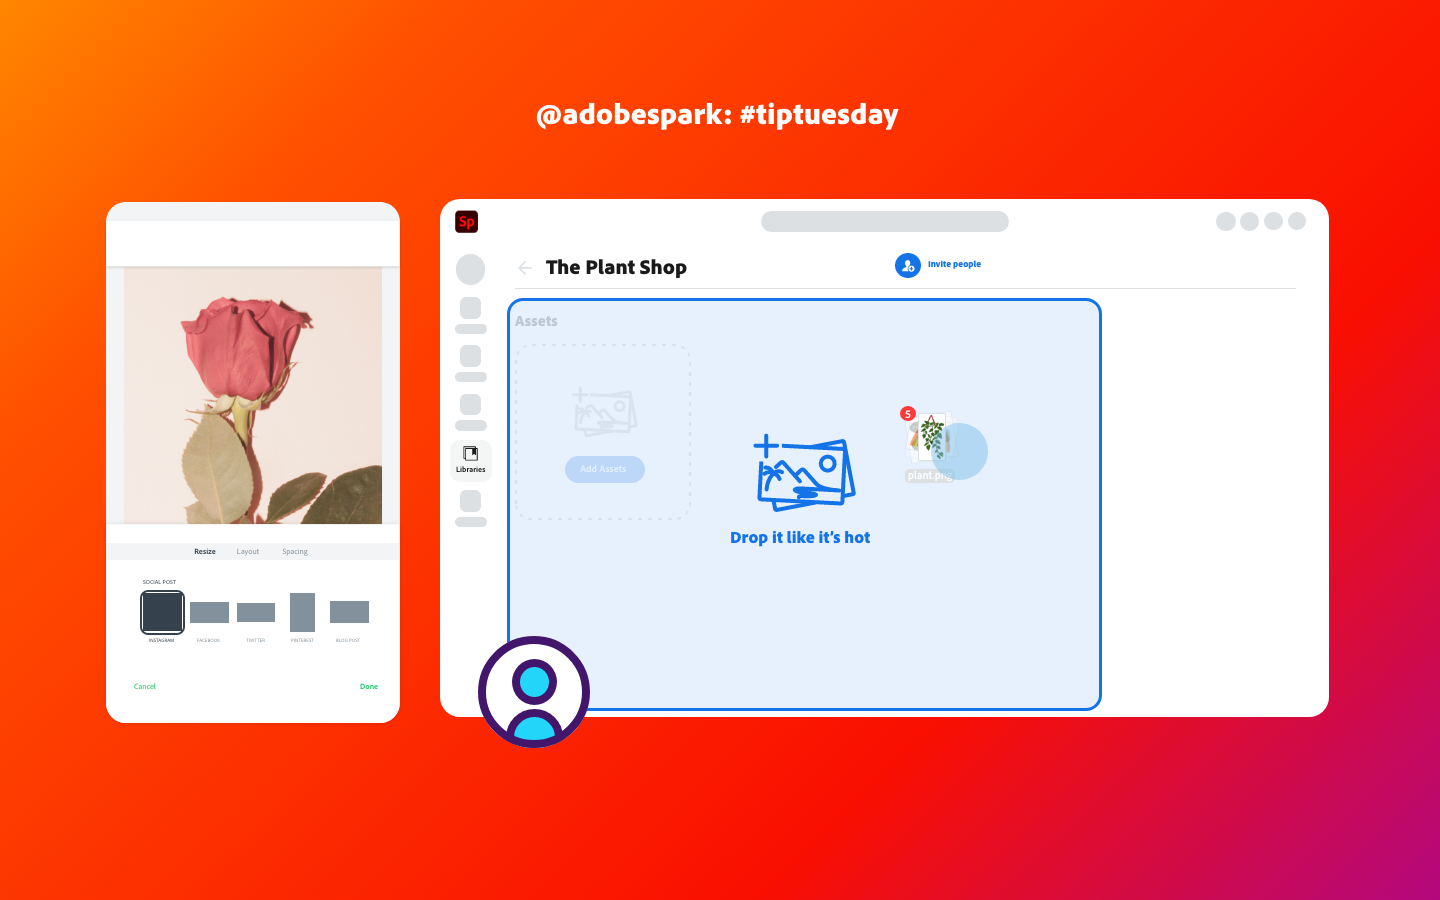 @adobespark: #tiptuesday
Resize Layout Spacing
SOCIAL POST
INSTAGRAM FACEBOOK TWITTER PINTEREST BLOG POST
Cancel Done
Sp
The Plant Shop
Invite people
Assets
Add Assets
5
plant.png
Libraries
Drop it like it's hot